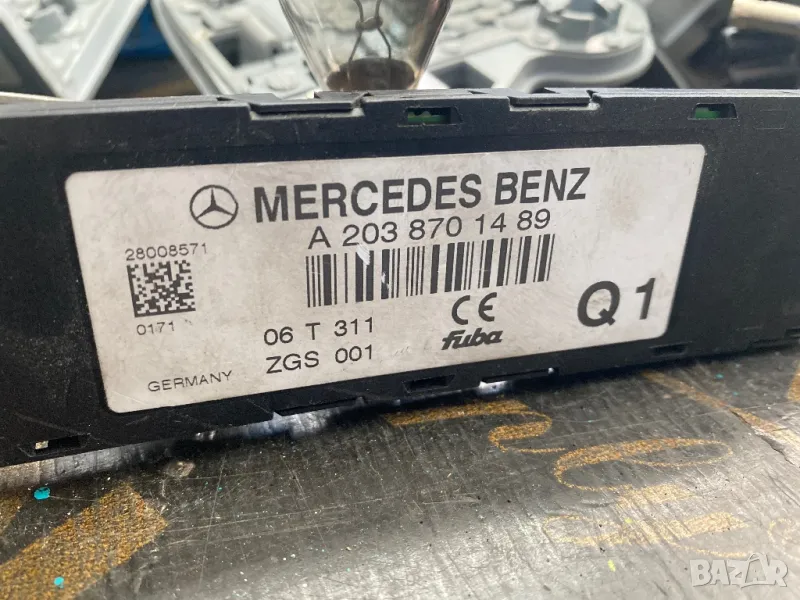 MERCEDES BENZ
A 203 870 14 89
28008571
0171
06 T 311
ZGS 001
CE
fuba
Q1
GERMANY
BAZAR